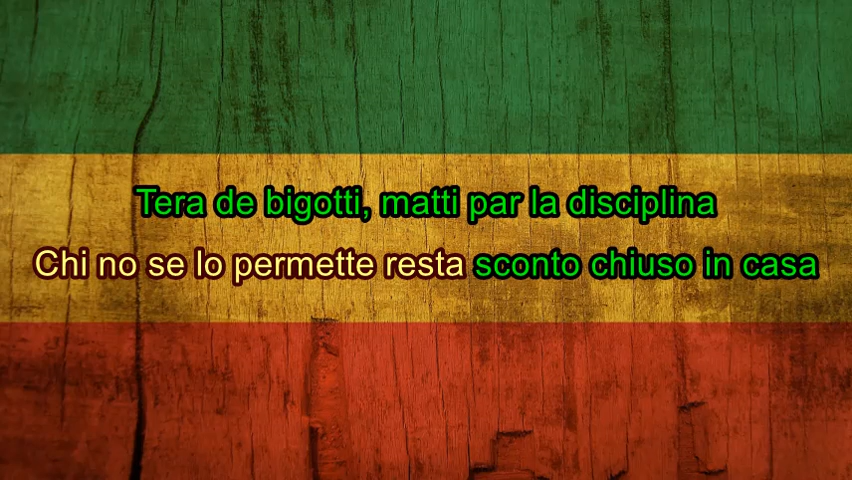 Tera de bigotti, matti par la disciplina
Chi no se lo permette resta sconto chiuso in casa